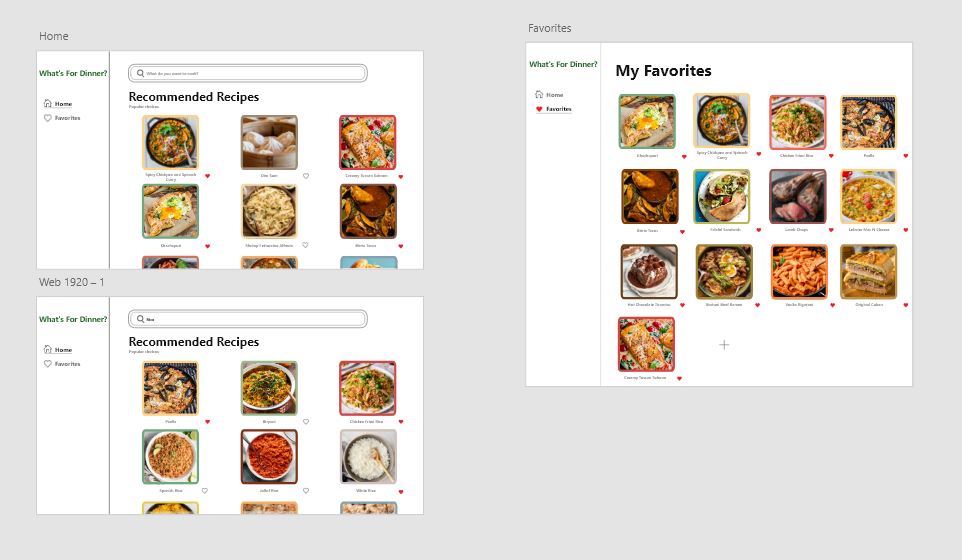 Home
What's For Dinner?
Home
Favorites
What do you want to cook?
Recommended Recipes
Popular choices
Spicy Chickpea and Spinach
Curry
Dim Sum
Creamy Tuscan Salmon
Khachapuri
Shrimp Fettuccine Alfredo
Birria Tacos
Web 1920 – 1
What's For Dinner?
Home
Favorites
Rice
Recommended Recipes
Popular choices
Paella
Biryani
Chicken Fried Rice
Spanish Rice
Jollof Rice
White Rice
Favorites
What's For Dinner?
Home
Favorites
My Favorites
Khachapuri
Spicy Chickpea and Spinach
Curry
Chicken Fried Rice
Paella
Birria Tacos
Falafel Sandwich
Lamb Chops
Lobster Mac N Cheese
Hot Chocolate Tiramisu
Instant Beef Ramen
Vodka Rigatoni
Original Cubano
Creamy Tuscan Salmon